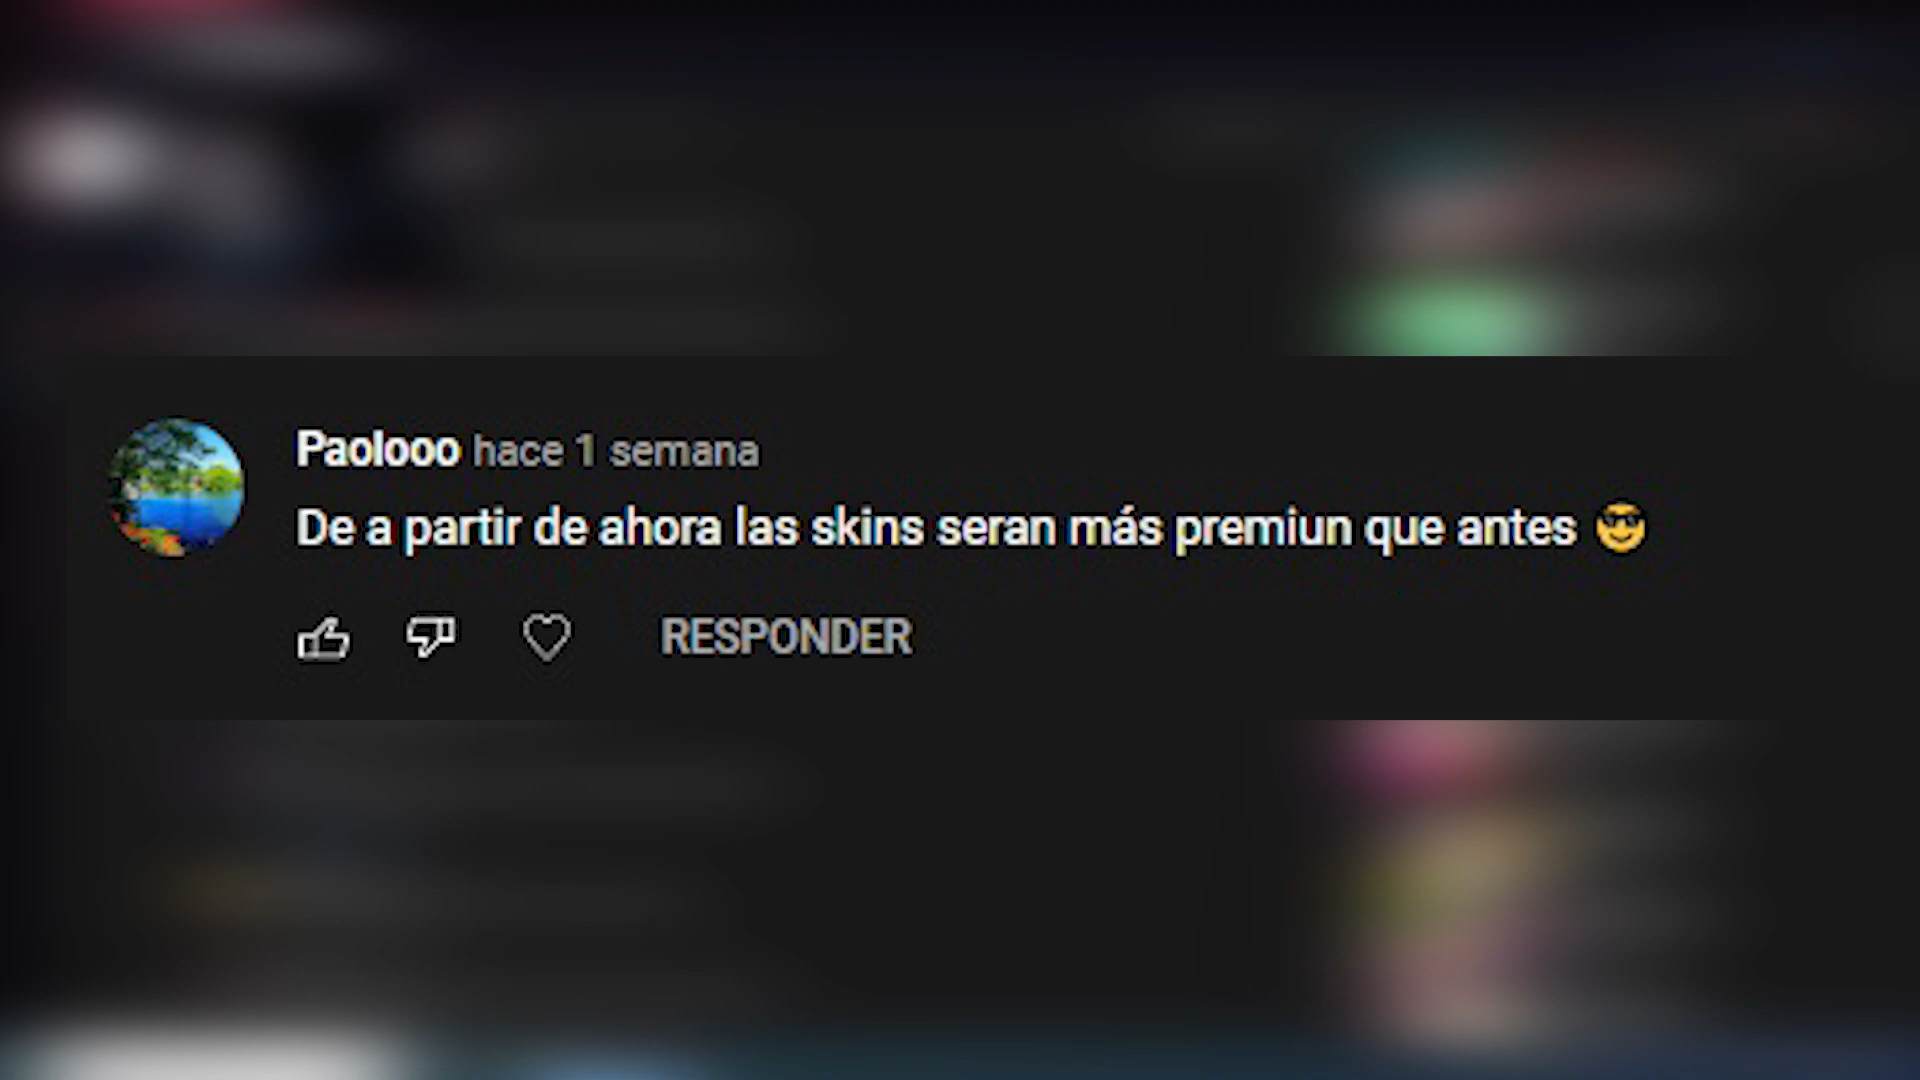 Paolooo hace 1 semana
De a partir de ahora las skins seran más premiun que antes 😎
RESPONDER